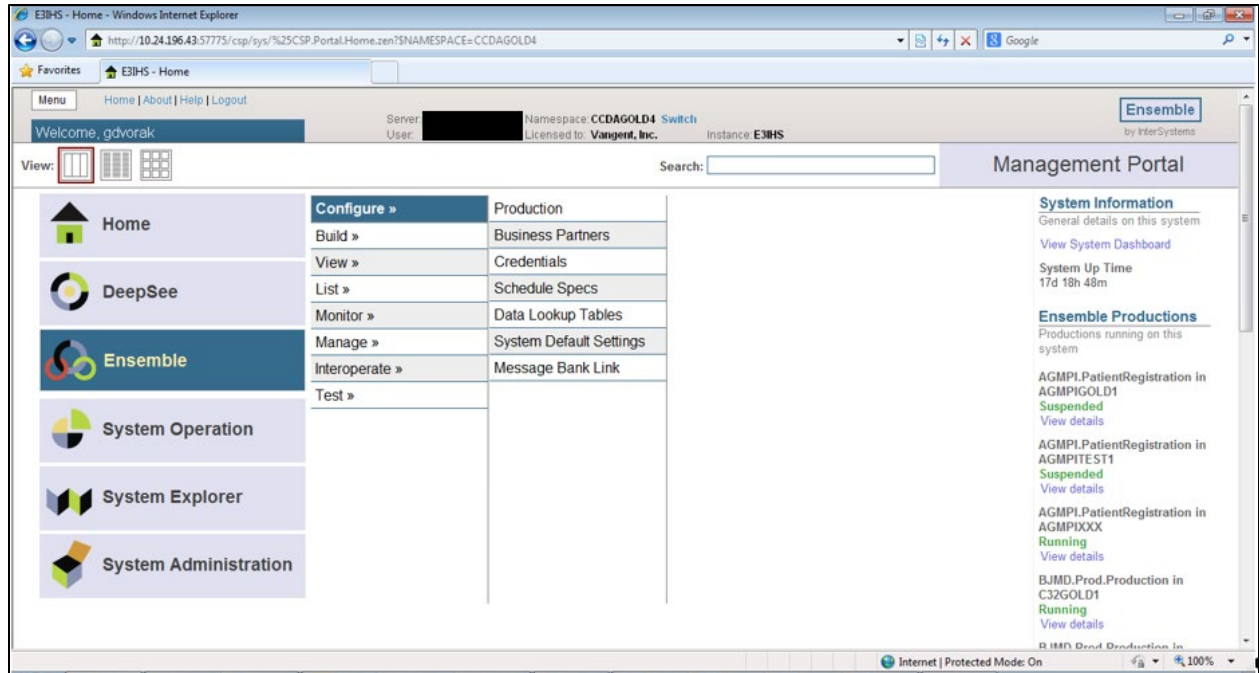 E3IHS - Home - Windows Internet Explorer
http://10.24.196.43:57775/csp/sys/%25CSP.Portal.Home.zen?$NAMESPACE=CCDAGOLD4
Google
Favorites
E3IHS - Home
Menu
Home | About | Help | Logout
Server:
Namespace: CCDAGOLD4 Switch
Ensemble
Welcome, gdvorak
User:
Licensed to: Vangent, Inc.
Instance: E3IHS
by InterSystems
View:
Search:
Management Portal
Home
DeepSee
Ensemble
System Operation
System Explorer
System Administration
Configure »
Build »
View »
List »
Monitor »
Manage »
Interoperate »
Test »
Production
Business Partners
Credentials
Schedule Specs
Data Lookup Tables
System Default Settings
Message Bank Link
System Information
General details on this system
View System Dashboard
System Up Time
17d 18h 48m
Ensemble Productions
Productions running on this
system
AGMPI.PatientRegistration in
AGMPIGOLD1
Suspended
View details
AGMPI.PatientRegistration in
AGMPITEST1
Suspended
View details
AGMPI.PatientRegistration in
AGMPIXXX
Running
View details
BJMD.Prod.Production in
C32GOLD1
Running
View details
BJMD.Prod.Production in
Internet | Protected Mode: On
100%